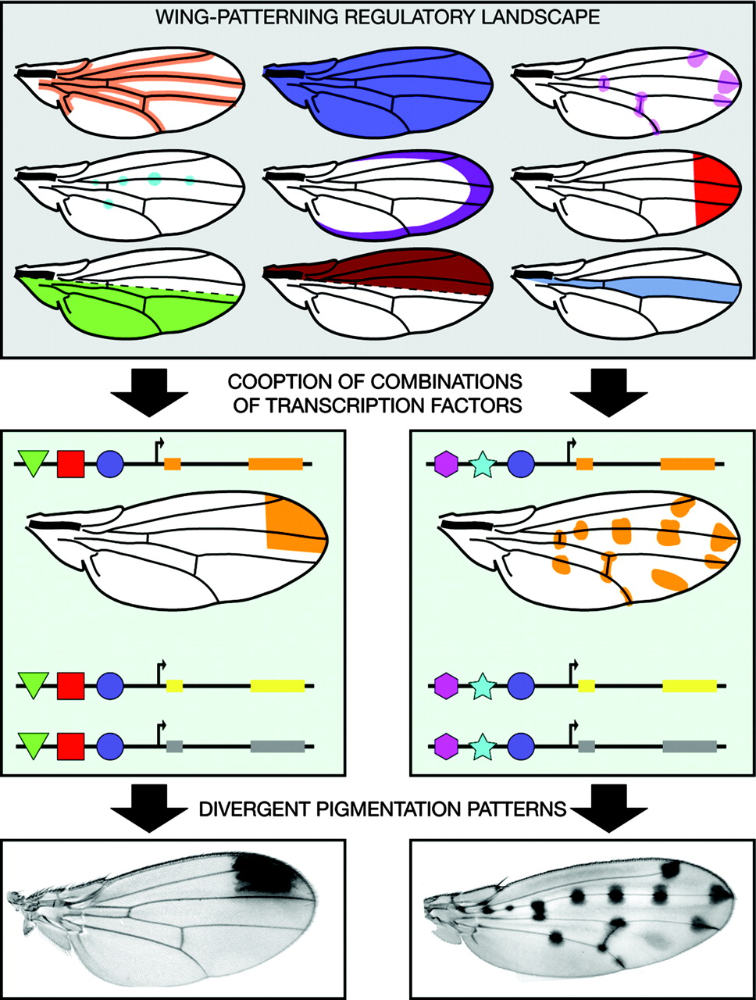 WING-PATTERNING REGULATORY LANDSCAPE
COOPTION OF COMBINATIONS
OF TRANSCRIPTION FACTORS
DIVERGENT PIGMENTATION PATTERNS